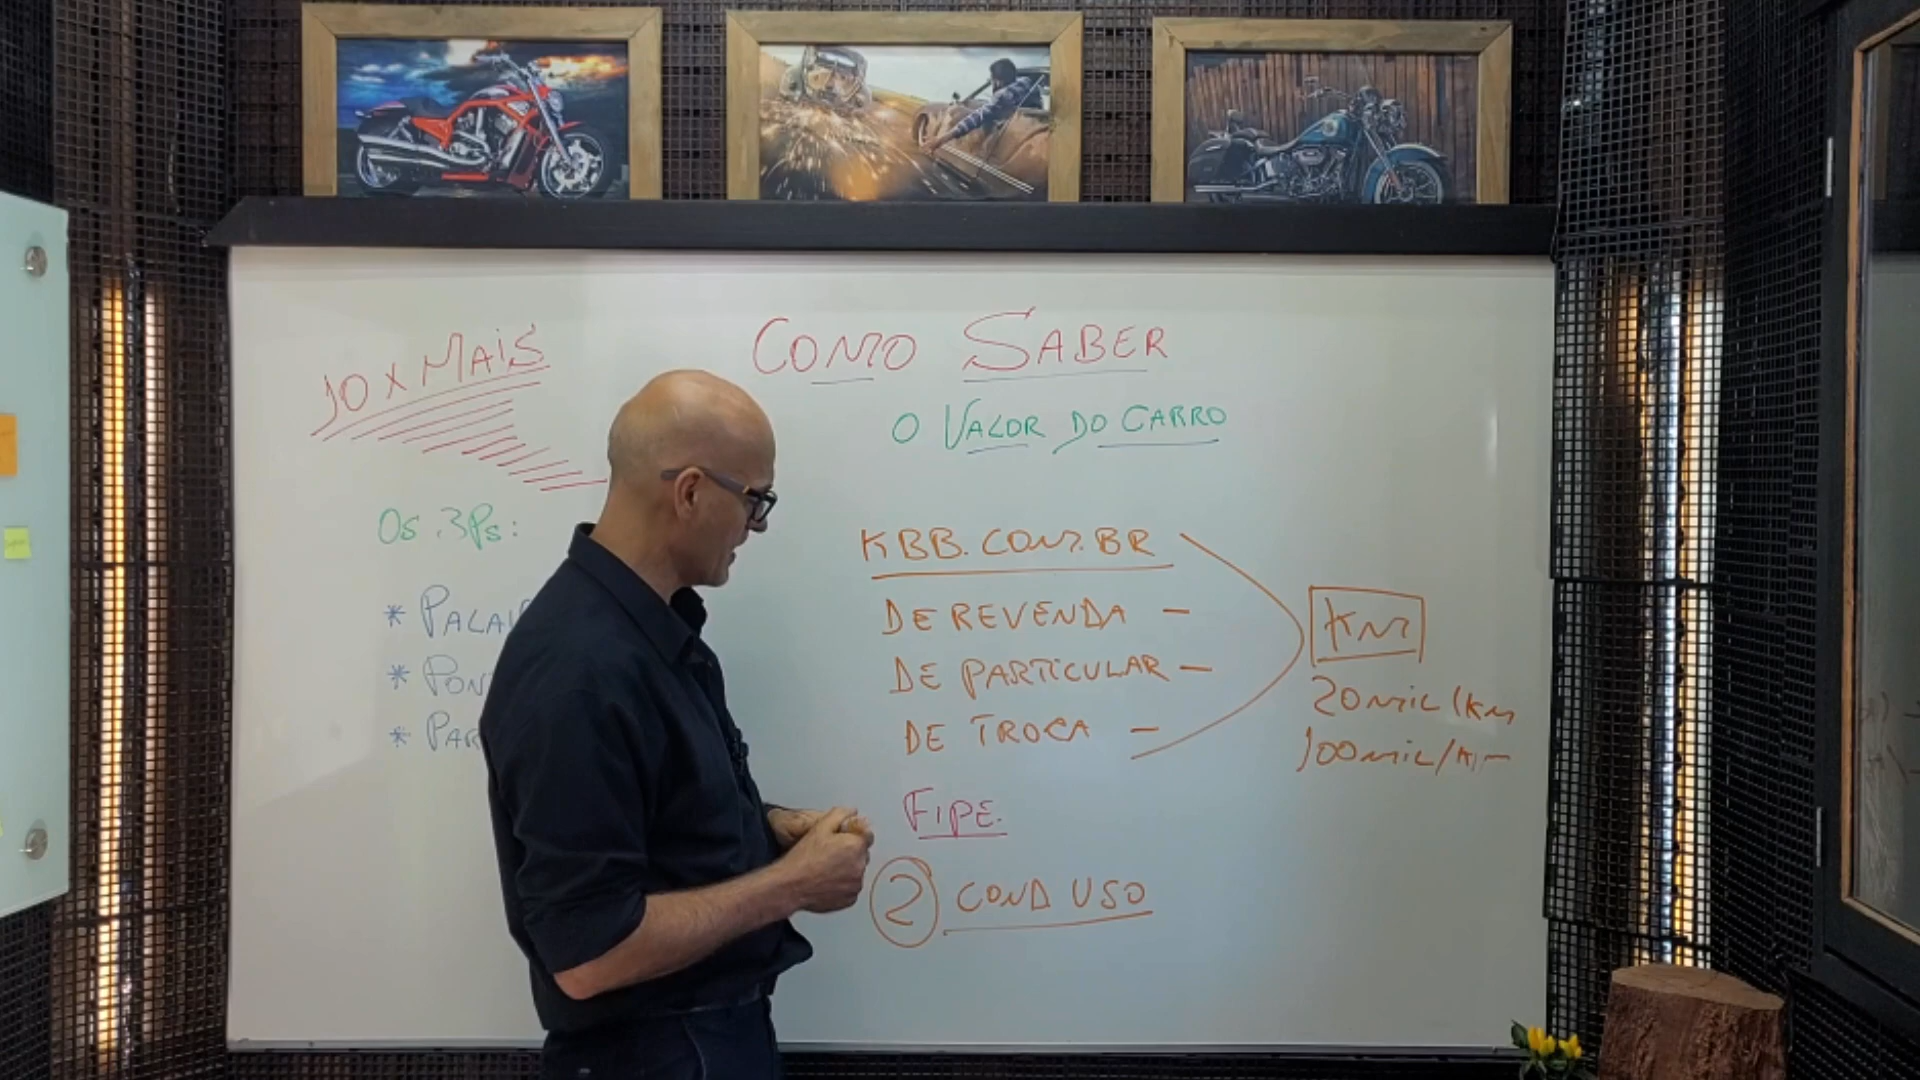 10 X MAIS
COMO SABER
O VALOR DO CARRO
Os 3Ps:
*
*
*
KBB.COM.BR
DE REVENDA -
DE PARTICULAR -
DE TROCA -
KM
20 MIL/KM
100 MIL/KM
FIPE.
2 COND USO